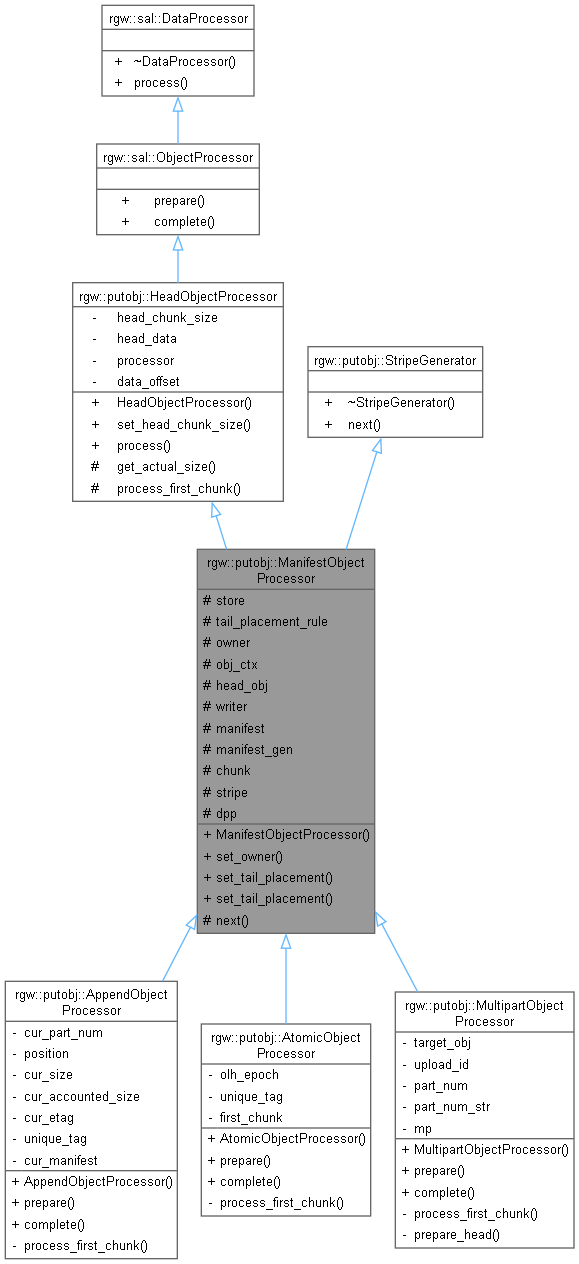 rgw::sal::DataProcessor
+ ~DataProcessor()
+ process()
rgw::sal::ObjectProcessor
+ prepare()
+ complete()
rgw::putobj::HeadObjectProcessor
- head_chunk_size
- head_data
- processor
- data_offset
+ HeadObjectProcessor()
+ set_head_chunk_size()
+ process()
# get_actual_size()
# process_first_chunk()
rgw::putobj::StripeGenerator
+ ~StripeGenerator()
+ next()
rgw::putobj::ManifestObject
Processor
# store
# tail_placement_rule
# owner
# obj_ctx
# head_obj
# writer
# manifest
# manifest_gen
# chunk
# stripe
# dpp
+ ManifestObjectProcessor()
+ set_owner()
+ set_tail_placement()
+ set_tail_placement()
# next()
rgw::putobj::AppendObject
Processor
- cur_part_num
- position
- cur_size
- cur_accounted_size
- cur_etag
- unique_tag
- cur_manifest
+ AppendObjectProcessor()
+ prepare()
+ complete()
- process_first_chunk()
rgw::putobj::AtomicObject
Processor
- olh_epoch
- unique_tag
- first_chunk
+ AtomicObjectProcessor()
+ prepare()
+ complete()
- process_first_chunk()
rgw::putobj::MultipartObject
Processor
- target_obj
- upload_id
- part_num
- part_num_str
- mp
+ MultipartObjectProcessor()
+ prepare()
+ complete()
- process_first_chunk()
- prepare_head()